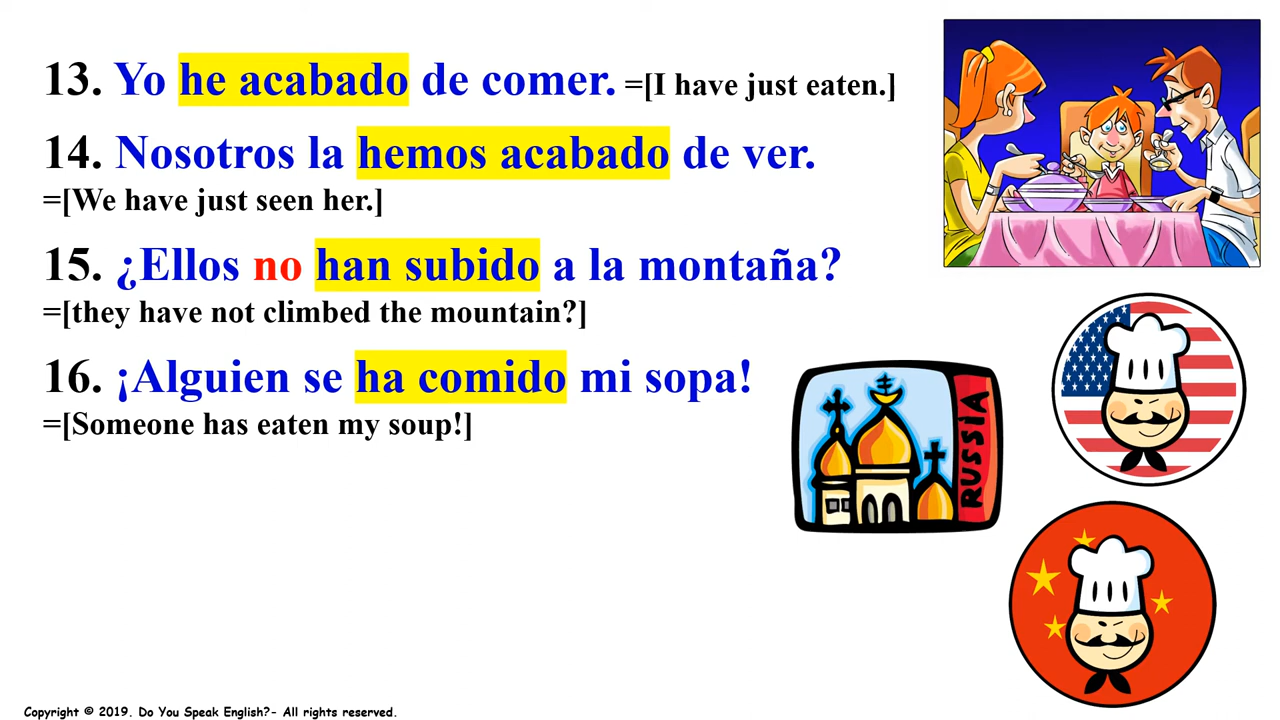 13. Yo he acabado de comer. =[I have just eaten.]
14. Nosotros la hemos acabado de ver.
=[We have just seen her.]
15. ¿Ellos no han subido a la montaña?
=[they have not climbed the mountain?]
16. ¡Alguien se ha comido mi sopa!
=[Someone has eaten my soup!]
RUSSIA
Copyright © 2019. Do You Speak English?- All rights reserved.